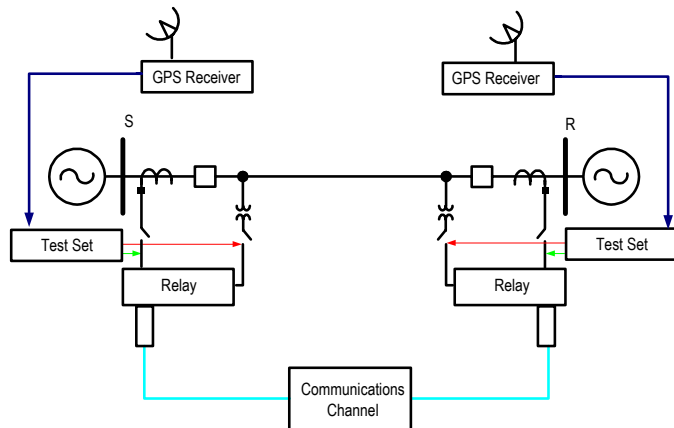 GPS Receiver
GPS Receiver
S
R
Test Set
Test Set
Relay
Relay
Communications
Channel